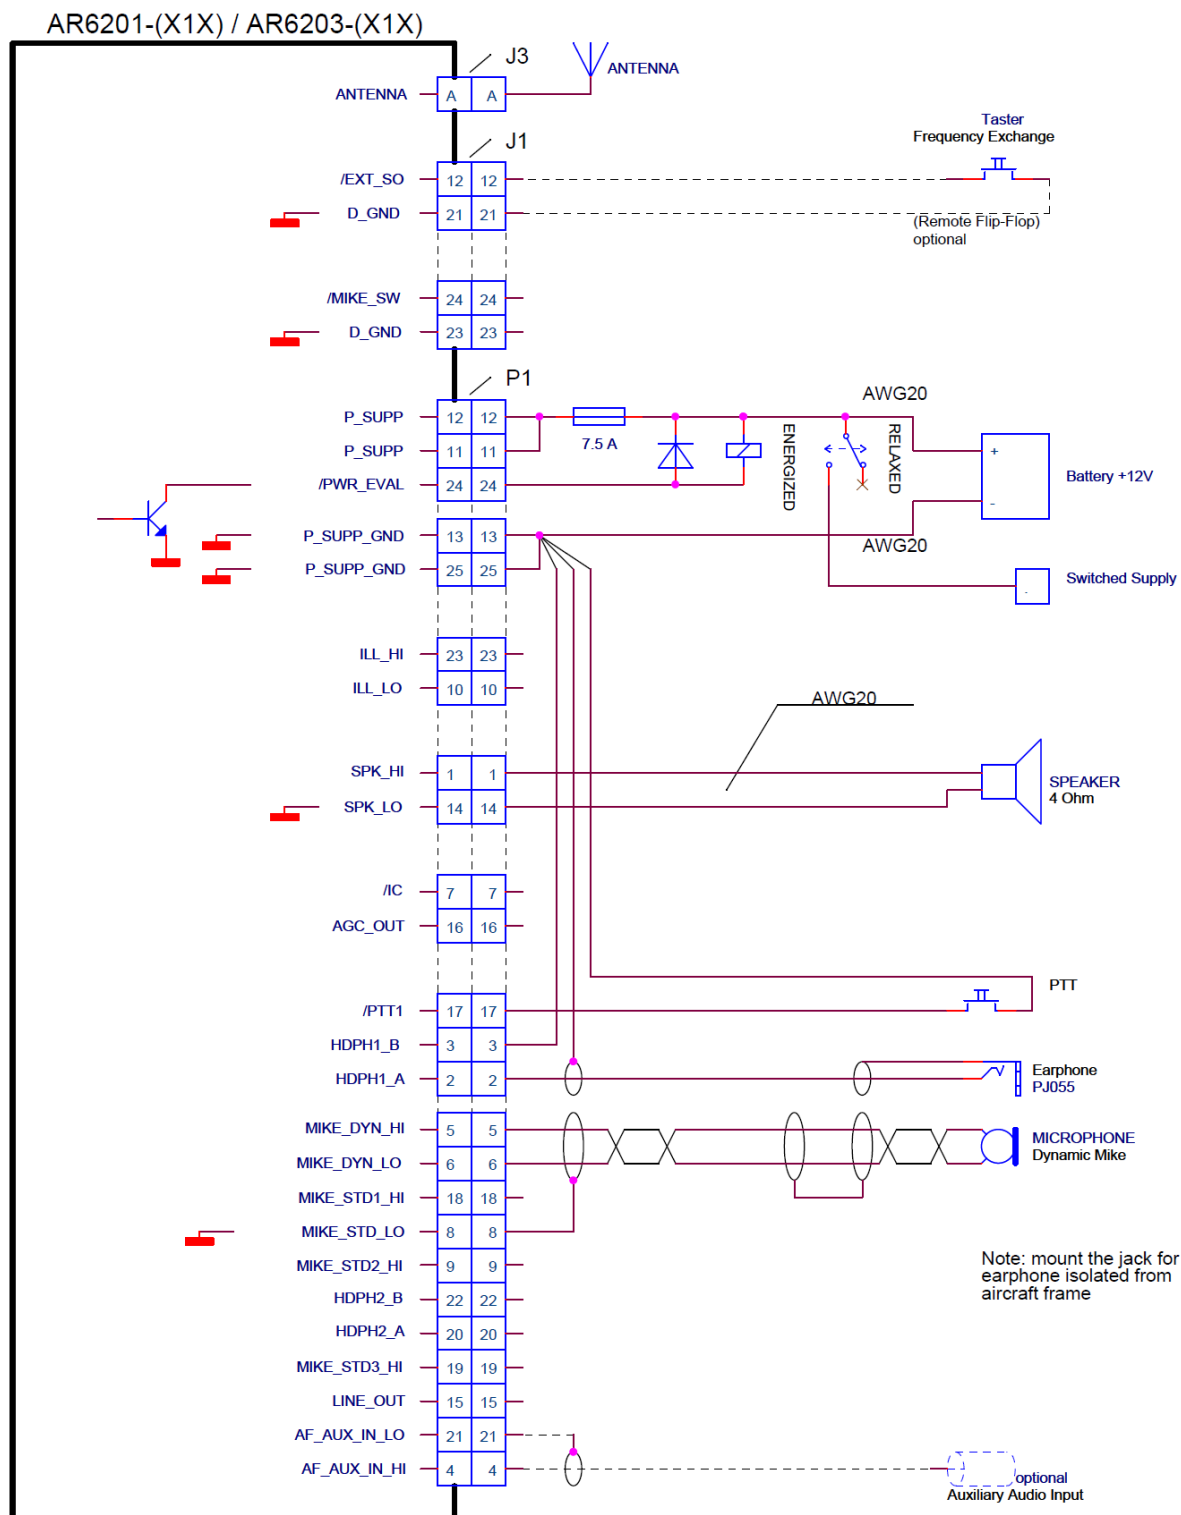 AR6201-(X1X) / AR6203-(X1X)
J3
ANTENNA
ANTENNA A A
J1
Taster
Frequency Exchange
/EXT_SO 12 12
D_GND 21 21
(Remote Flip-Flop)
optional
/MIKE_SW 24 24
D_GND 23 23
P1
AWG20
P_SUPP 12 12
7.5 A
ENERGIZED
RELAXED
P_SUPP 11 11
+
Battery +12V
/PWR_EVAL 24 24
-
P_SUPP_GND 13 13
AWG20
P_SUPP_GND 25 25
Switched Supply
-
ILL_HI 23 23
ILL_LO 10 10
AWG20
SPK_HI 1 1
SPEAKER
4 Ohm
SPK_LO 14 14
/IC 7 7
AGC_OUT 16 16
PTT
/PTT1 17 17
HDPH1_B 3 3
HDPH1_A 2 2
Earphone
PJ055
MIKE_DYN_HI 5 5
MICROPHONE
Dynamic Mike
MIKE_DYN_LO 6 6
MIKE_STD1_HI 18 18
MIKE_STD_LO 8 8
MIKE_STD2_HI 9 9
Note: mount the jack for
earphone isolated from
aircraft frame
HDPH2_B 22 22
HDPH2_A 20 20
MIKE_STD3_HI 19 19
LINE_OUT 15 15
AF_AUX_IN_LO 21 21
AF_AUX_IN_HI 4 4
optional
Auxiliary Audio Input